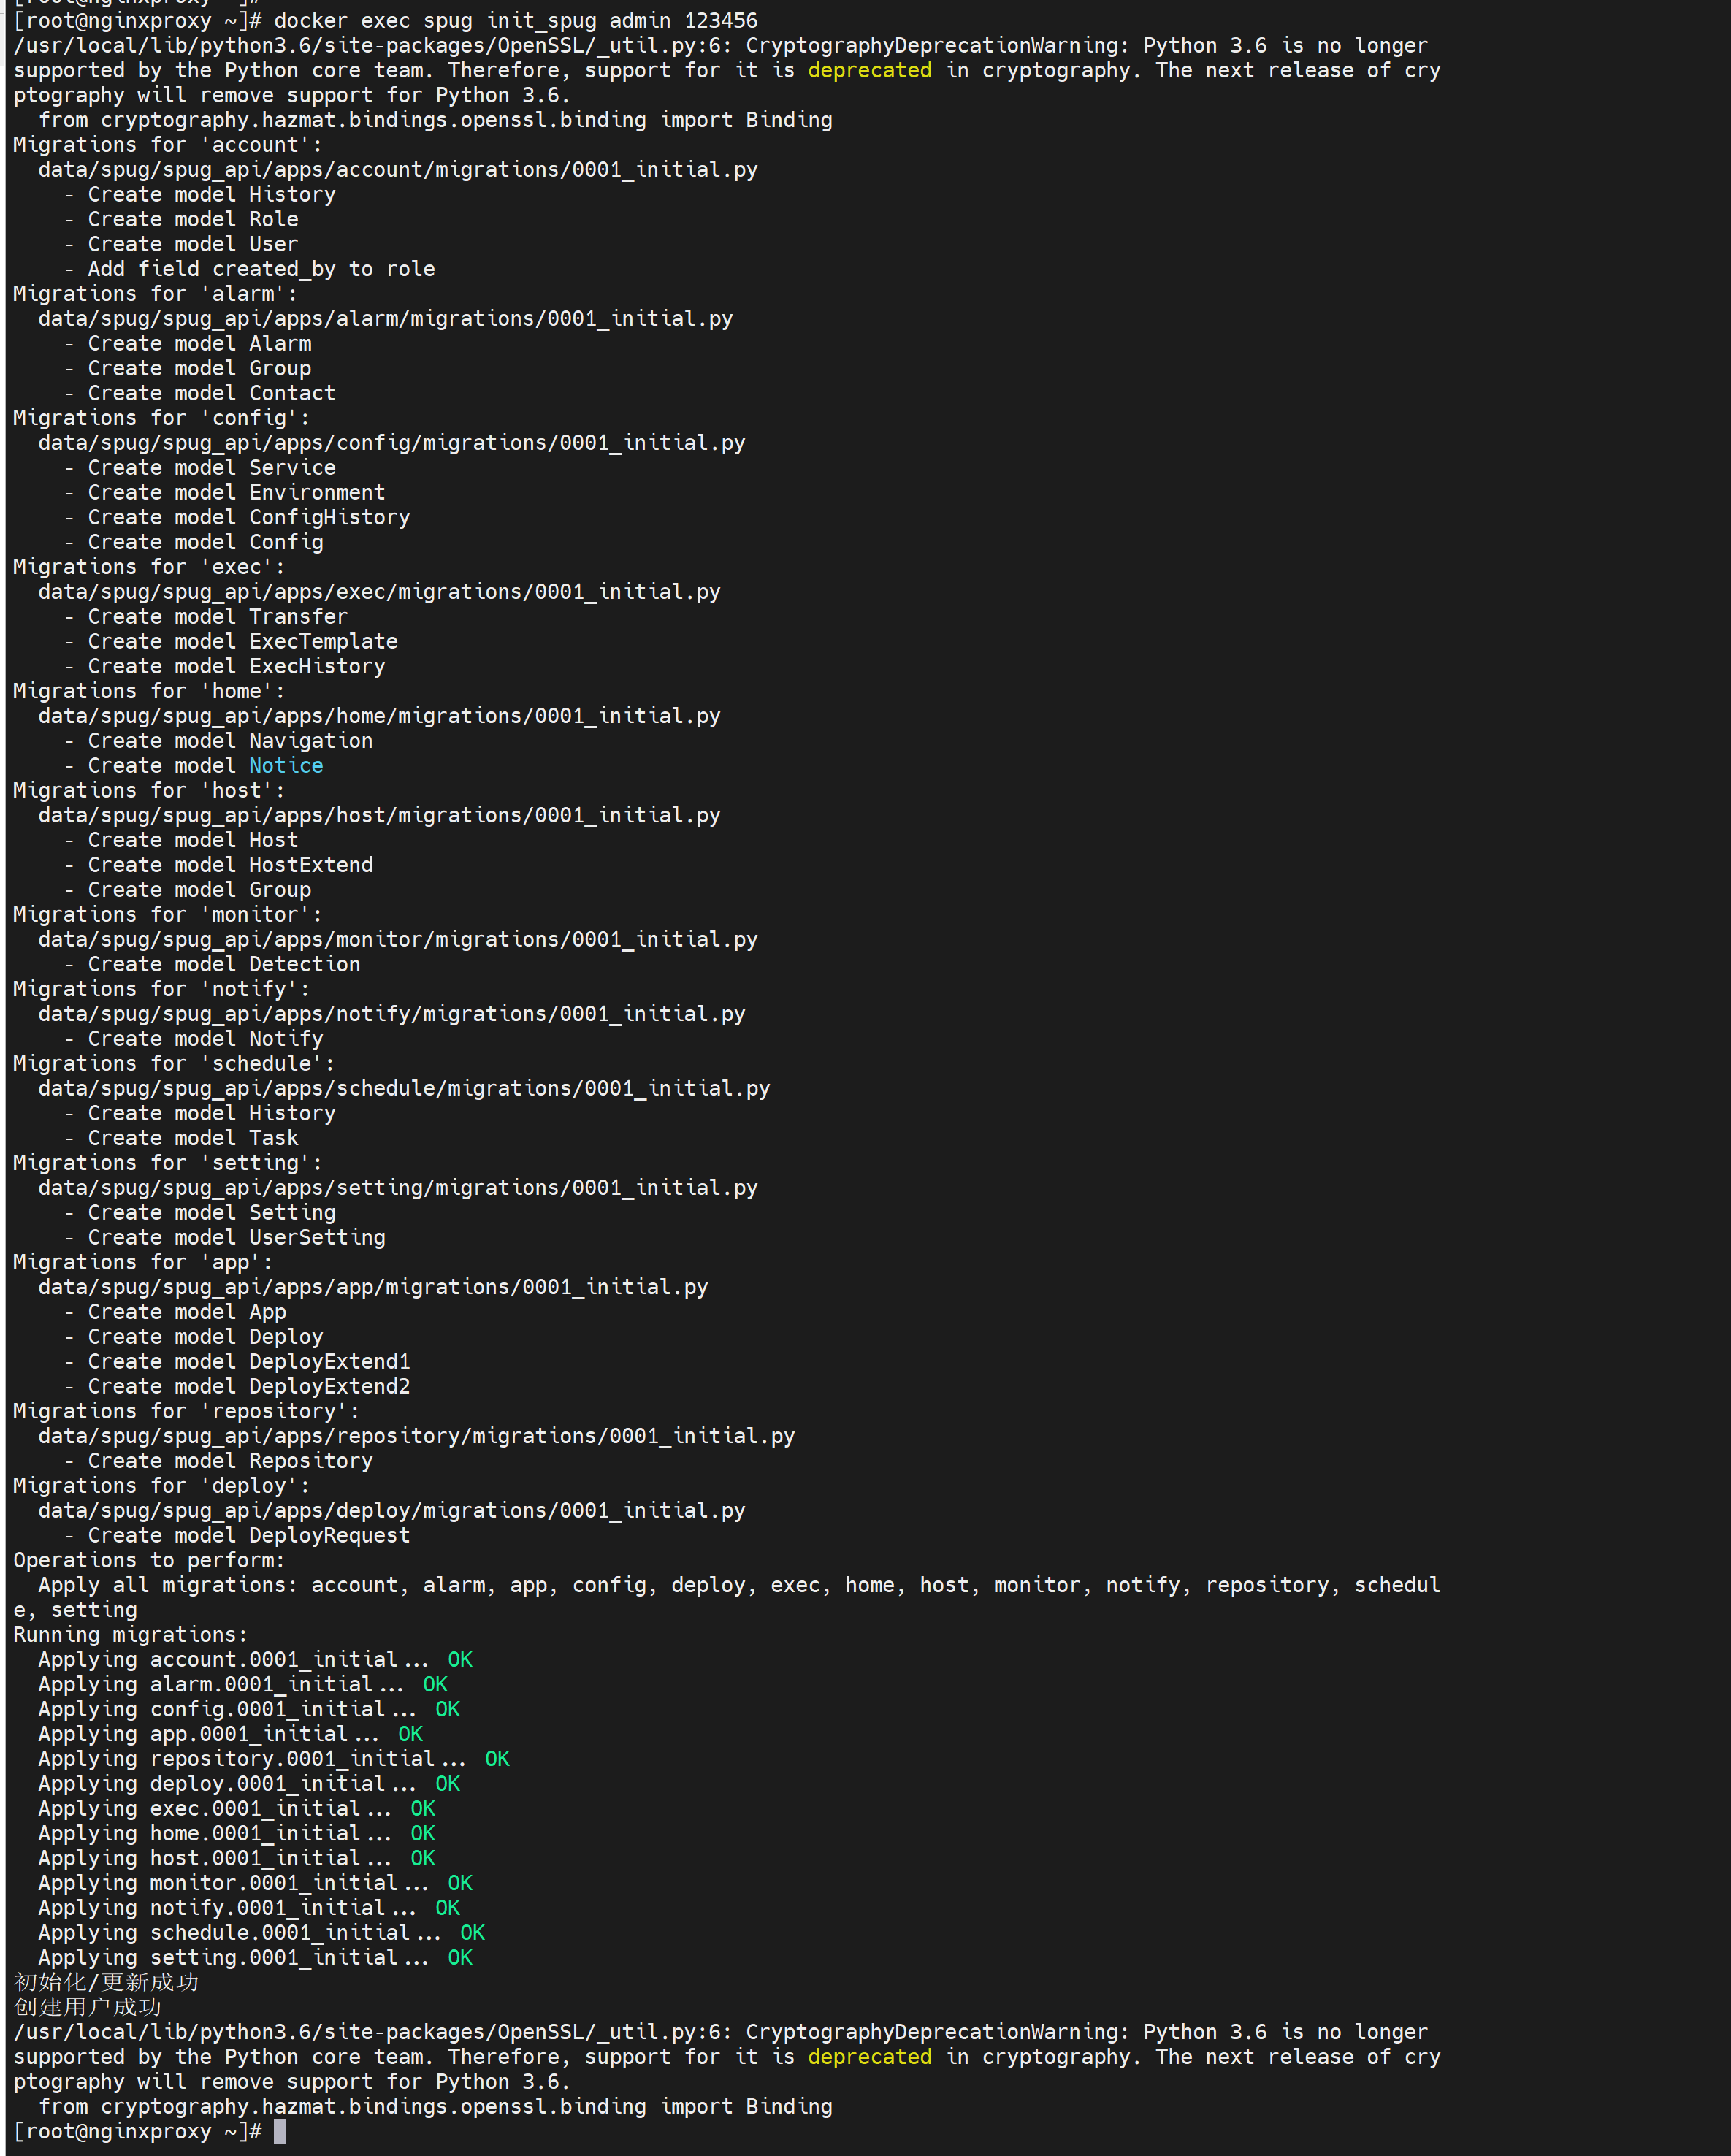 [root@nginxproxy ~]#
[root@nginxproxy ~]# docker exec spug init_spug admin 123456
/usr/local/lib/python3.6/site-packages/OpenSSL/_util.py:6: CryptographyDeprecationWarning: Python 3.6 is no longer
supported by the Python core team. Therefore, support for it is deprecated in cryptography. The next release of cry
ptography will remove support for Python 3.6.
  from cryptography.hazmat.bindings.openssl.binding import Binding
Migrations for 'account':
  data/spug/spug_api/apps/account/migrations/0001_initial.py
    - Create model History
    - Create model Role
    - Create model User
    - Add field created_by to role
Migrations for 'alarm':
  data/spug/spug_api/apps/alarm/migrations/0001_initial.py
    - Create model Alarm
    - Create model Group
    - Create model Contact
Migrations for 'config':
  data/spug/spug_api/apps/config/migrations/0001_initial.py
    - Create model Service
    - Create model Environment
    - Create model ConfigHistory
    - Create model Config
Migrations for 'exec':
  data/spug/spug_api/apps/exec/migrations/0001_initial.py
    - Create model Transfer
    - Create model ExecTemplate
    - Create model ExecHistory
Migrations for 'home':
  data/spug/spug_api/apps/home/migrations/0001_initial.py
    - Create model Navigation
    - Create model Notice
Migrations for 'host':
  data/spug/spug_api/apps/host/migrations/0001_initial.py
    - Create model Host
    - Create model HostExtend
    - Create model Group
Migrations for 'monitor':
  data/spug/spug_api/apps/monitor/migrations/0001_initial.py
    - Create model Detection
Migrations for 'notify':
  data/spug/spug_api/apps/notify/migrations/0001_initial.py
    - Create model Notify
Migrations for 'schedule':
  data/spug/spug_api/apps/schedule/migrations/0001_initial.py
    - Create model History
    - Create model Task
Migrations for 'setting':
  data/spug/spug_api/apps/setting/migrations/0001_initial.py
    - Create model Setting
    - Create model UserSetting
Migrations for 'app':
  data/spug/spug_api/apps/app/migrations/0001_initial.py
    - Create model App
    - Create model Deploy
    - Create model DeployExtend1
    - Create model DeployExtend2
Migrations for 'repository':
  data/spug/spug_api/apps/repository/migrations/0001_initial.py
    - Create model Repository
Migrations for 'deploy':
  data/spug/spug_api/apps/deploy/migrations/0001_initial.py
    - Create model DeployRequest
Operations to perform:
  Apply all migrations: account, alarm, app, config, deploy, exec, home, host, monitor, notify, repository, schedul
e, setting
Running migrations:
  Applying account.0001_initial... OK
  Applying alarm.0001_initial... OK
  Applying config.0001_initial... OK
  Applying app.0001_initial... OK
  Applying repository.0001_initial... OK
  Applying deploy.0001_initial... OK
  Applying exec.0001_initial... OK
  Applying home.0001_initial... OK
  Applying host.0001_initial... OK
  Applying monitor.0001_initial... OK
  Applying notify.0001_initial... OK
  Applying schedule.0001_initial... OK
  Applying setting.0001_initial... OK
初始化/更新成功
创建用户成功
/usr/local/lib/python3.6/site-packages/OpenSSL/_util.py:6: CryptographyDeprecationWarning: Python 3.6 is no longer
supported by the Python core team. Therefore, support for it is deprecated in cryptography. The next release of cry
ptography will remove support for Python 3.6.
  from cryptography.hazmat.bindings.openssl.binding import Binding
[root@nginxproxy ~]#